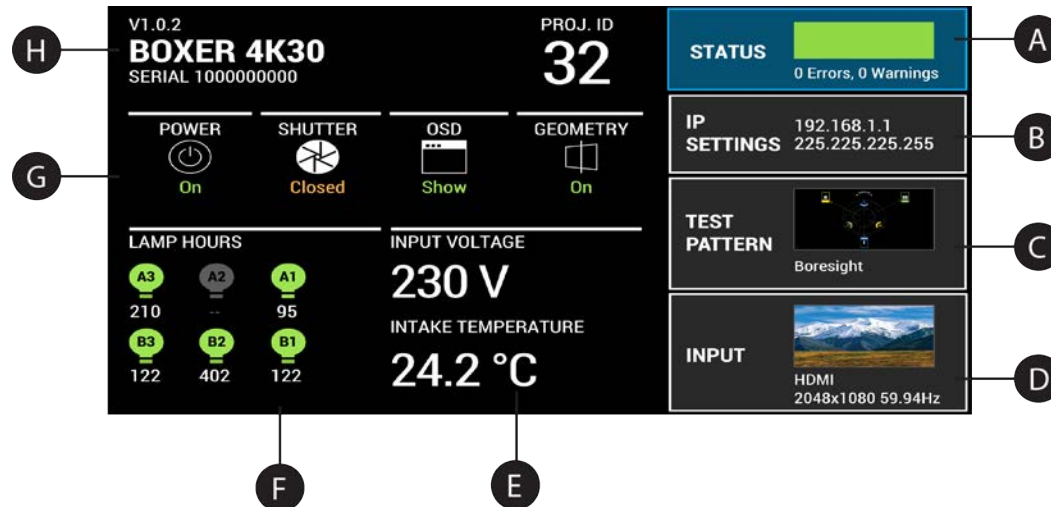 V1.0.2
BOXER 4K30
SERIAL 1000000000
PROJ. ID
32
POWER
On
SHUTTER
Closed
OSD
Show
GEOMETRY
On
LAMP HOURS
A3 A2 A1
210 -- 95
B3 B2 B1
122 402 122
INPUT VOLTAGE
230 V
INTAKE TEMPERATURE
24.2 °C
STATUS
0 Errors, 0 Warnings
IP
SETTINGS
192.168.1.1
225.225.225.255
TEST
PATTERN
Boresight
INPUT
HDMI
2048x1080 59.94Hz
A
B
C
D
E
F
G
H